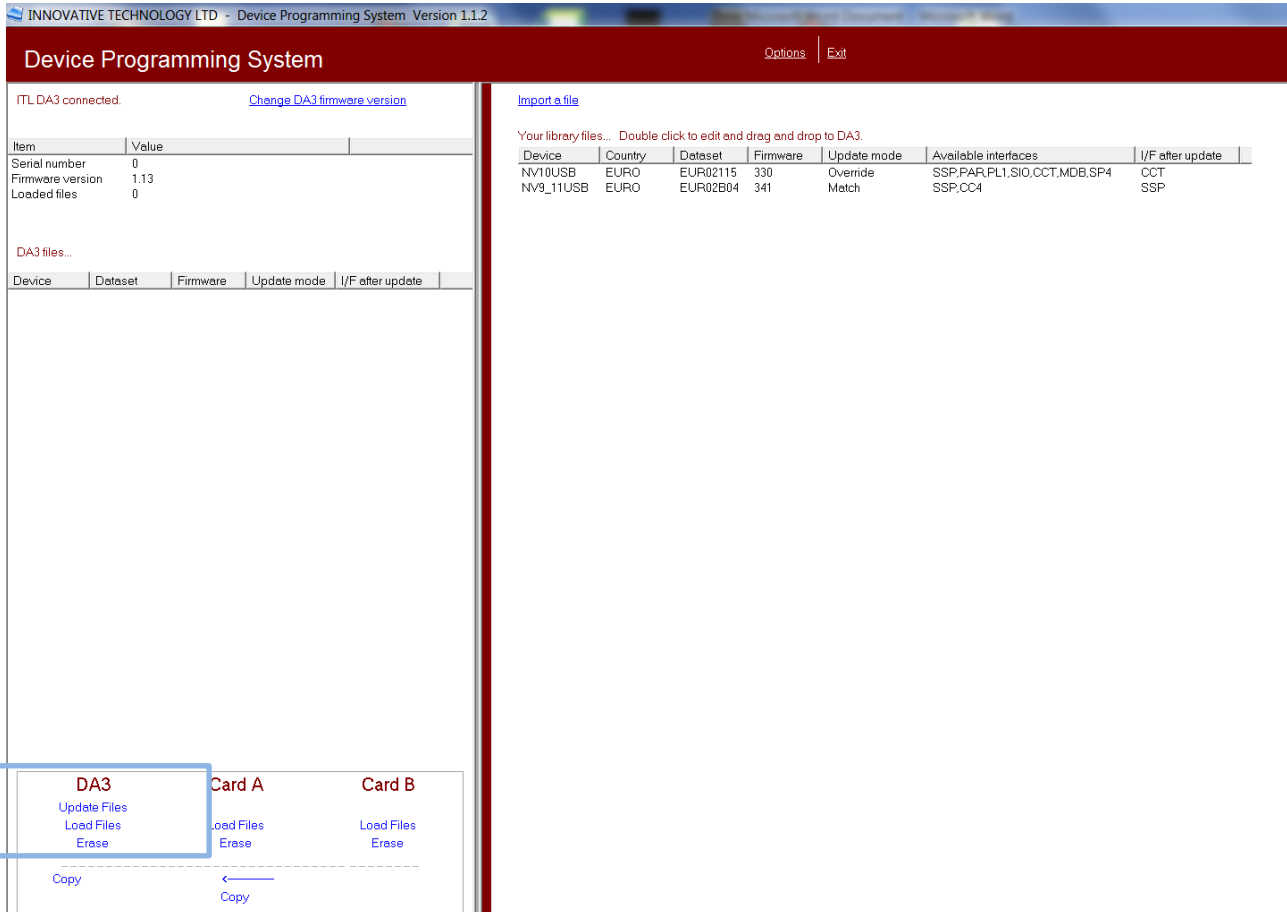 INNOVATIVE TECHNOLOGY LTD - Device Programming System Version 1.1.2
Device Programming System
Options Exit
ITL DA3 connected. Change DA3 firmware version
Item Value
Serial number 0
Firmware version 1.13
Loaded files 0
DA3 files...
Device Dataset Firmware Update mode I/F after update
Import a file
Your library files... Double click to edit and drag and drop to DA3.
Device Country Dataset Firmware Update mode Available interfaces I/F after update
NV10USB EURO EUR02115 330 Override SSP,PAR,PL1,SIO,CCT,MDB,SP4 CCT
NV9_11USB EURO EUR02B04 341 Match SSP,CC4 SSP
DA3 Card A Card B
Update Files
Load Files Load Files Load Files
Erase Erase Erase
Copy
Copy